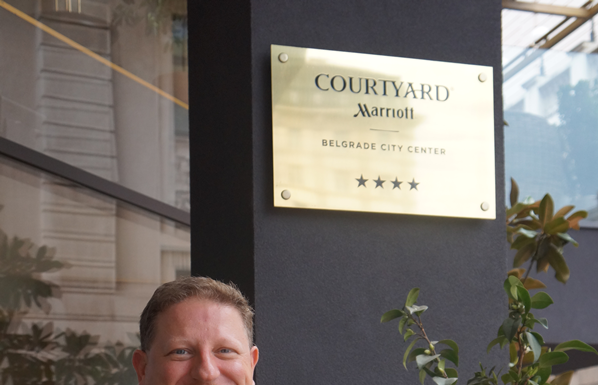 COURTYARD
Marriott
BELGRADE CITY CENTER
★★★★